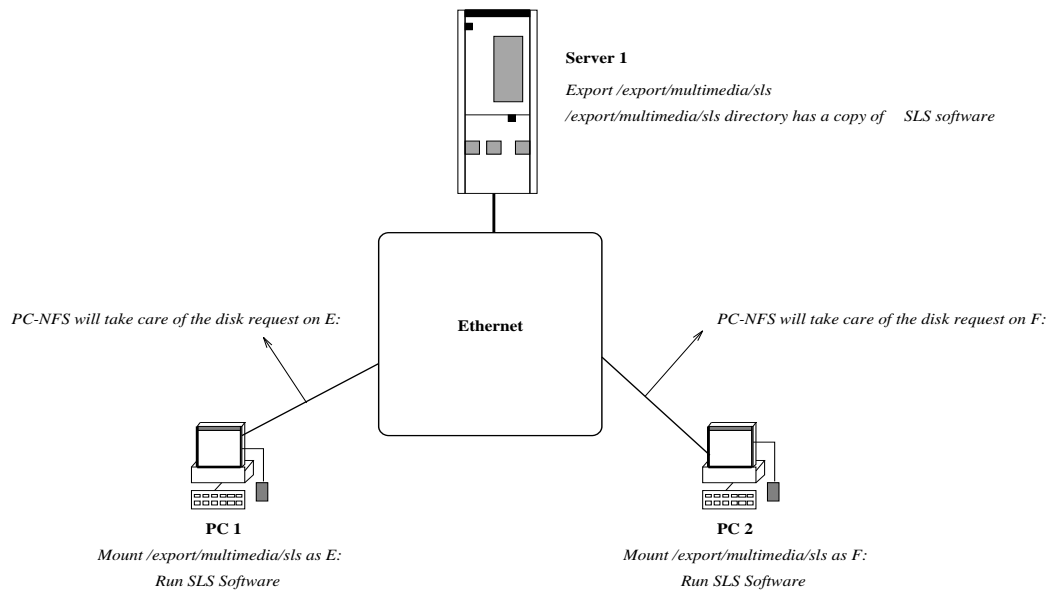 Server 1
Export /export/multimedia/sls
/export/multimedia/sls directory has a copy of SLS software
PC-NFS will take care of the disk request on E:
Ethernet
PC-NFS will take care of the disk request on F:
PC 1
Mount /export/multimedia/sls as E:
Run SLS Software
PC 2
Mount /export/multimedia/sls as F:
Run SLS Software